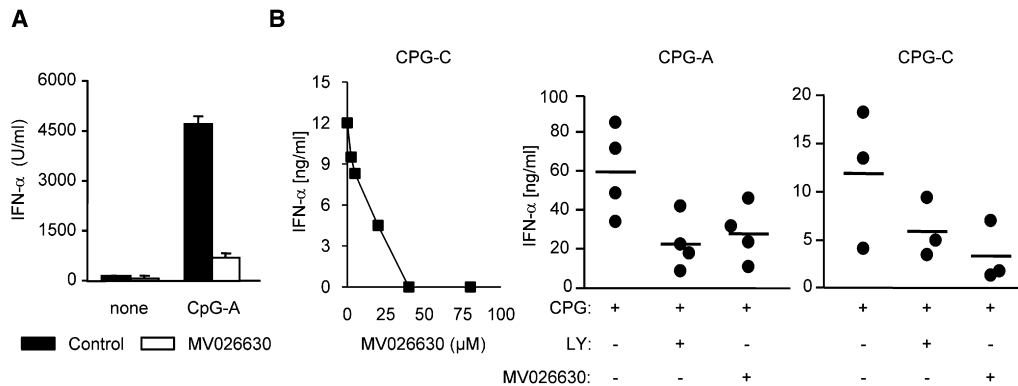 A
IFN-α (U/ml)
6000
4500
3000
1500
0
none CpG-A
Control MV026630
B
CPG-C
IFN-α [ng/ml]
15
12
9
6
3
0
0 25 50 75 100
MV026630 (µM)
CPG-A
IFN-α [ng/ml]
100
80
60
40
20
0
CPG-C
20
15
10
5
0
CPG: + + + + + +
LY: - + - - + -
MV026630: - - + - - +